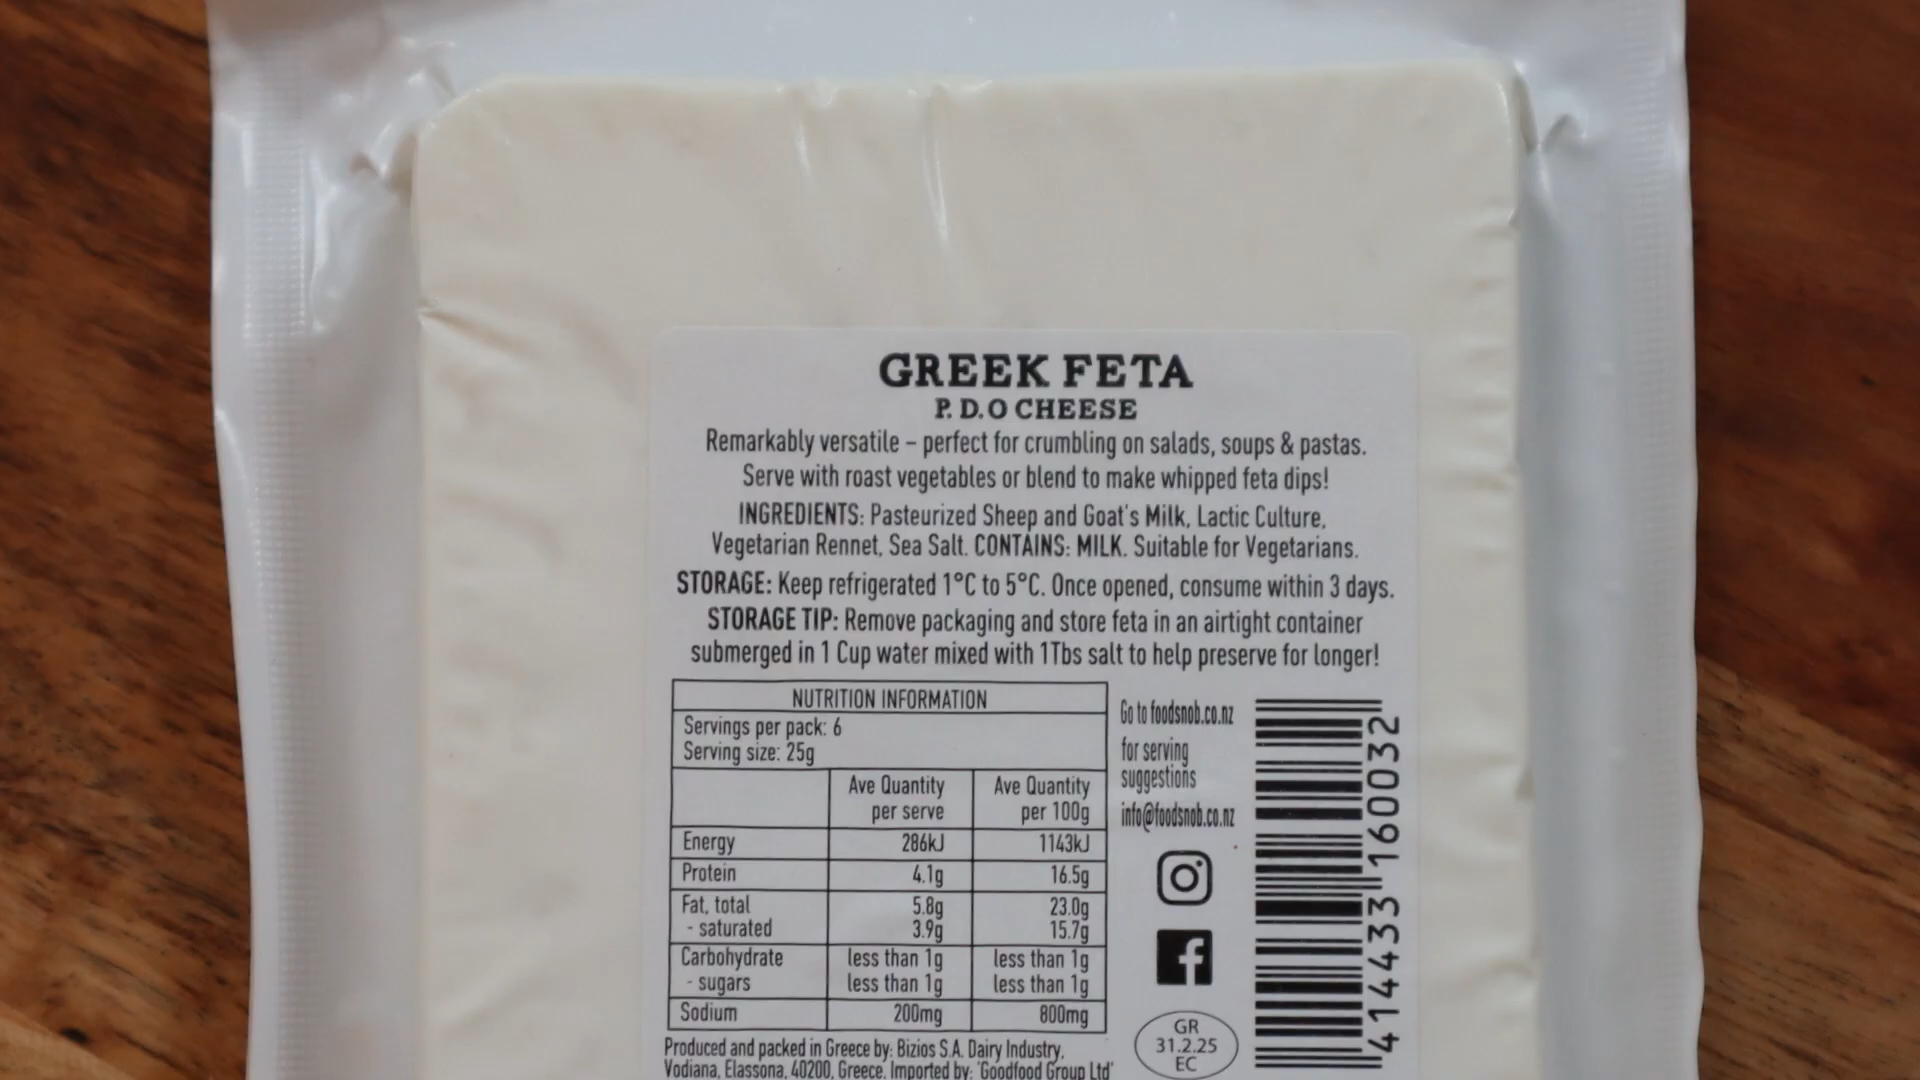 GREEK FETA
P. D.O CHEESE
Remarkably versatile – perfect for crumbling on salads, soups & pastas.
Serve with roast vegetables or blend to make whipped feta dips!
INGREDIENTS: Pasteurized Sheep and Goat's Milk, Lactic Culture,
Vegetarian Rennet, Sea Salt. CONTAINS: MILK. Suitable for Vegetarians.
STORAGE: Keep refrigerated 1°C to 5°C. Once opened, consume within 3 days.
STORAGE TIP: Remove packaging and store feta in an airtight container
submerged in 1 Cup water mixed with 1Tbs salt to help preserve for longer!
NUTRITION INFORMATION
Servings per pack: 6
Serving size: 25g
Ave Quantity per serve Ave Quantity per 100g
Energy 286kJ 1143kJ
Protein 4.1g 16.5g
Fat, total 5.8g 23.0g
- saturated 3.9g 15.7g
Carbohydrate less than 1g less than 1g
- sugars less than 1g less than 1g
Sodium 200mg 800mg
Go to foodsnob.co.nz
for serving
suggestions
info@foodsnob.co.nz
GR
31.2.25
EC
9414433160032
Produced and packed in Greece by: Bizios S.A. Dairy Industry,
Vodiana, Elassona, 40200, Greece. Imported by: 'Goodfood Group Ltd'